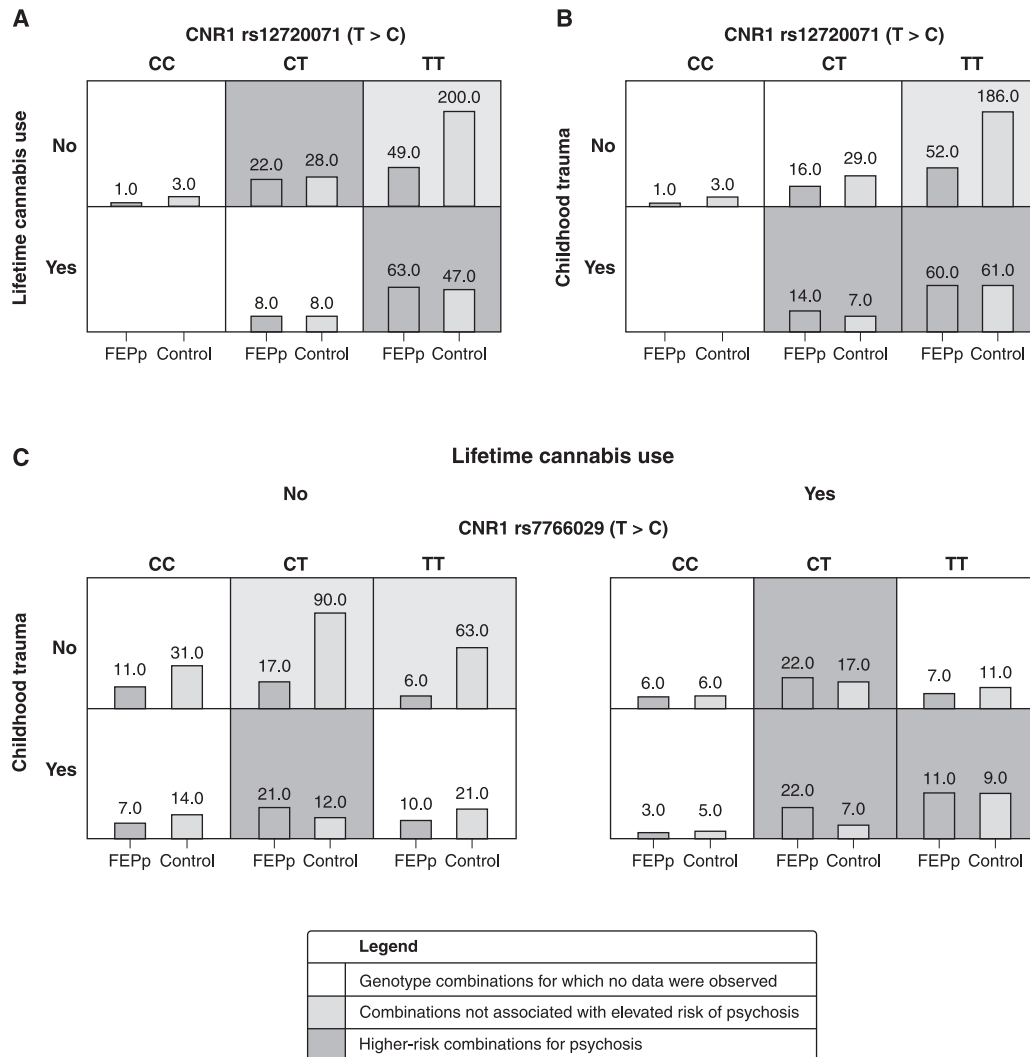 A
CNR1 rs12720071 (T > C)
CC CT TT
Lifetime cannabis use
No
1.0 3.0 22.0 28.0 49.0 200.0
Yes
8.0 8.0 63.0 47.0
FEPp Control FEPp Control FEPp Control
B
CNR1 rs12720071 (T > C)
CC CT TT
Childhood trauma
No
1.0 3.0 16.0 29.0 52.0 186.0
Yes
14.0 7.0 60.0 61.0
FEPp Control FEPp Control FEPp Control
C
Lifetime cannabis use
No Yes
CNR1 rs7766029 (T > C)
CC CT TT CC CT TT
Childhood trauma
No
11.0 31.0 17.0 90.0 6.0 63.0 6.0 6.0 22.0 17.0 7.0 11.0
Yes
7.0 14.0 21.0 12.0 10.0 21.0 3.0 5.0 22.0 7.0 11.0 9.0
FEPp Control FEPp Control FEPp Control FEPp Control FEPp Control FEPp Control
Legend
Genotype combinations for which no data were observed
Combinations not associated with elevated risk of psychosis
Higher-risk combinations for psychosis